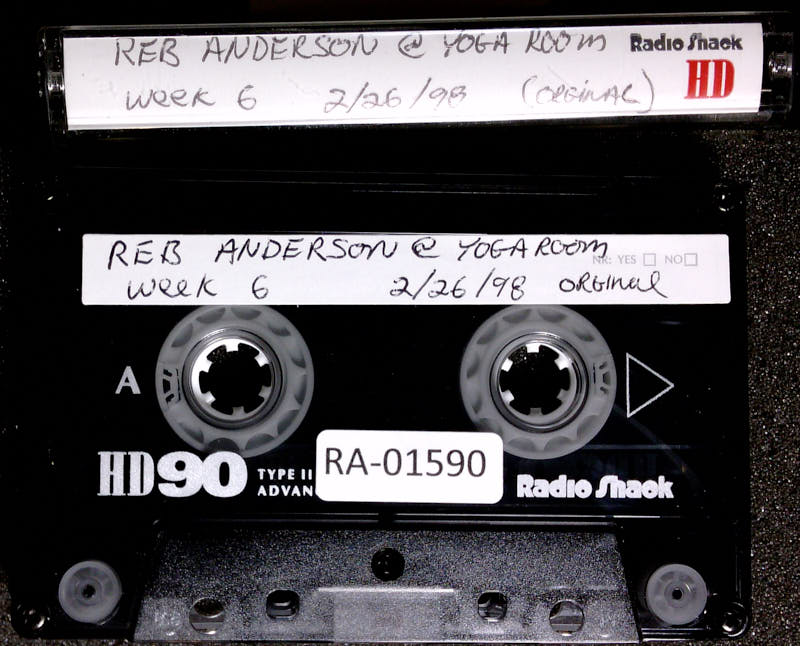 REB ANDERSON @ YOGA ROOM Radio Shack
WEEK 6 2/26/98 (ORGINAL) HD
REB ANDERSON @ YOGA ROOM
NR: YES NO
WEEK 6 2/26/98 ORGINAL
A
HD90 TYPE II
ADVAN
RA-01590
Radio Shack